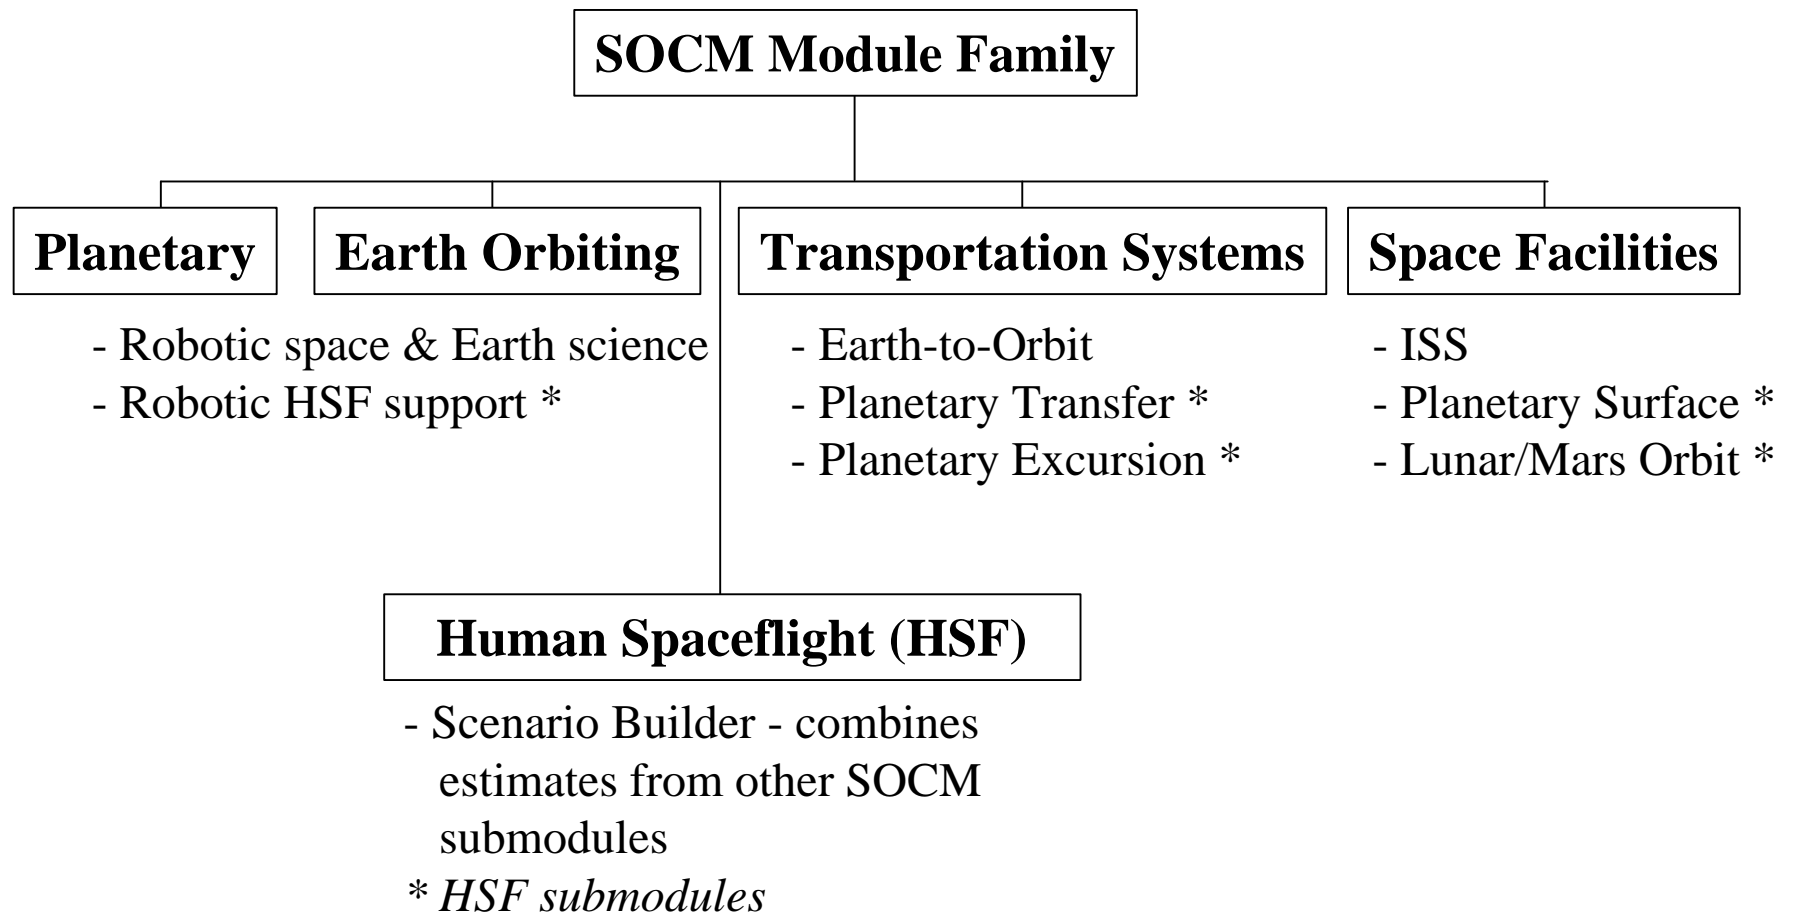 SOCM Module Family
Planetary
Earth Orbiting
Transportation Systems
Space Facilities
- Robotic space & Earth science
- Robotic HSF support *
- Earth-to-Orbit
- Planetary Transfer *
- Planetary Excursion *
- ISS
- Planetary Surface *
- Lunar/Mars Orbit *
Human Spaceflight (HSF)
- Scenario Builder - combines
estimates from other SOCM
submodules
* HSF submodules